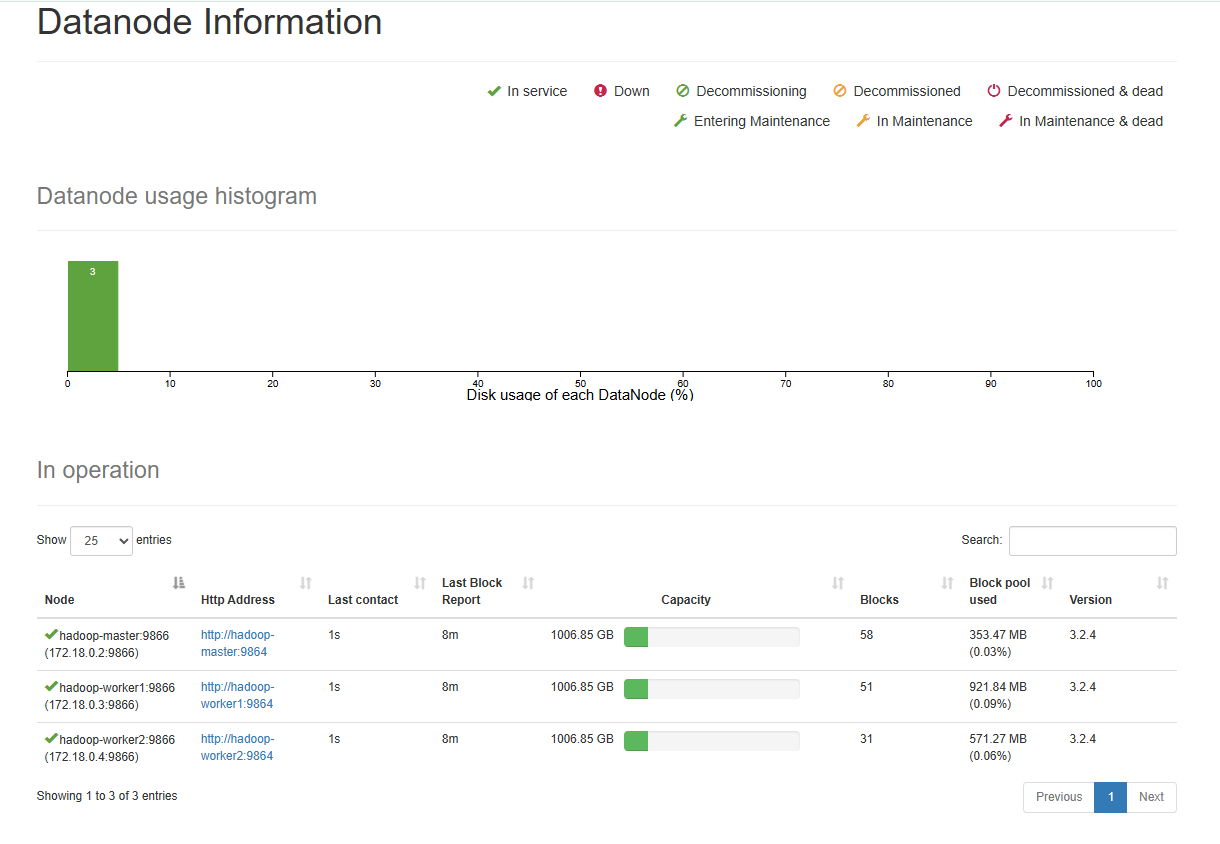 Datanode Information
In service Down Decommissioning Decommissioned Decommissioned & dead
Entering Maintenance In Maintenance In Maintenance & dead
Datanode usage histogram
3
0 10 20 30 40 50 60 70 80 90 100
Disk usage of each DataNode (%)
In operation
Show 25 entries Search:
Node Http Address Last contact Last Block Report Capacity Blocks Block pool used Version
hadoop-master:9866 http://hadoop- 1s 8m 1006.85 GB 58 353.47 MB 3.2.4
(172.18.0.2:9866) master:9864 (0.03%)
hadoop-worker1:9866 http://hadoop- 1s 8m 1006.85 GB 51 921.84 MB 3.2.4
(172.18.0.3:9866) worker1:9864 (0.09%)
hadoop-worker2:9866 http://hadoop- 1s 8m 1006.85 GB 31 571.27 MB 3.2.4
(172.18.0.4:9866) worker2:9864 (0.06%)
Showing 1 to 3 of 3 entries Previous 1 Next